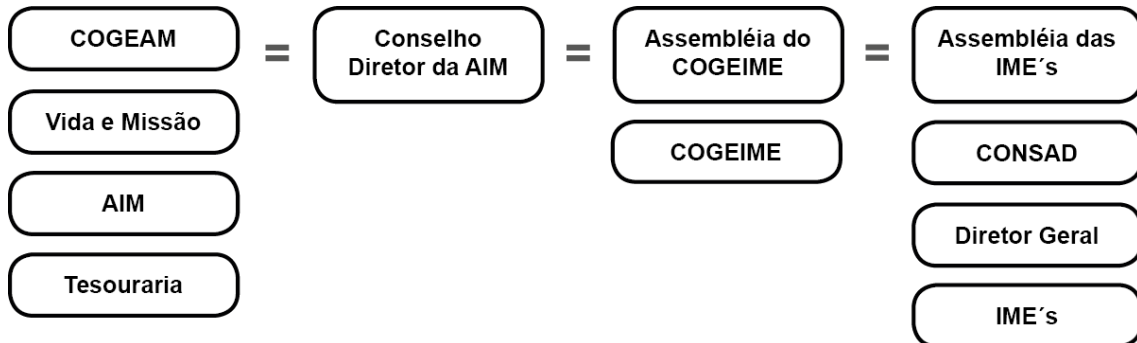 COGEAM
=
Conselho
Diretor da AIM
=
Assembléia do
COGEIME
=
Assembléia das
IME´s
Vida e Missão
COGEIME
CONSAD
AIM
Diretor Geral
Tesouraria
IME´s